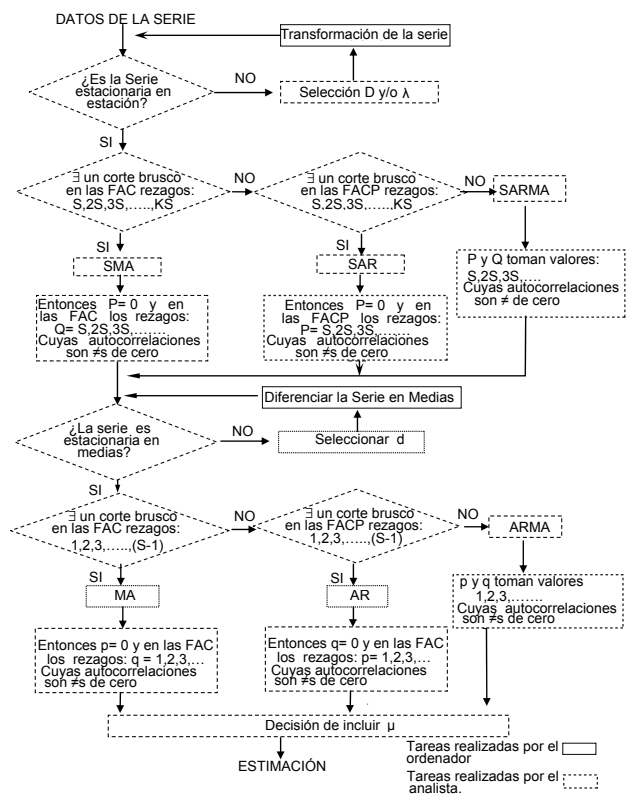 DATOS DE LA SERIE
Transformación de la serie
¿Es la Serie
estacionaria en
estación?
NO
Selección D y/o λ
SI
∃ un corte brusco
en las FAC rezagos:
S,2S,3S,.....,KS
NO
∃ un corte brusco
en las FACP rezagos:
S,2S,3S,.....,KS
NO
SARMA
SI
SMA
SI
SAR
P y Q toman valores:
S,2S,3S,....
Cuyas autocorrelaciones
son ≠ de cero
Entonces P= 0 y en
las FAC los rezagos:
Q= S,2S,3S,........
Cuyas autocorrelaciones
son ≠s de cero
Entonces P= 0 y en
las FACP los rezagos:
P= S,2S,3S,........
Cuyas autocorrelaciones
son ≠s de cero
Diferenciar la Serie en Medias
¿La serie es
estacionaria en
medias?
NO
Seleccionar d
SI
∃ un corte brusco
en las FAC rezagos:
1,2,3,.....,(S-1)
NO
∃ un corte brusco
en las FACP rezagos:
1,2,3,.....,(S-1)
NO
ARMA
SI
MA
SI
AR
p y q toman valores
1,2,3,.......
Cuyas autocorrelaciones
son ≠s de cero
Entonces p= 0 y en las FAC
los rezagos: q = 1,2,3,...
Cuyas autocorrelaciones
son ≠s de cero
Entonces q= 0 y en las FAC
los rezagos: p= 1,2,3,...
Cuyas autocorrelaciones
son ≠s de cero
Decisión de incluir μ
ESTIMACIÓN
Tareas realizadas por el
ordenador
Tareas realizadas por el
analista.